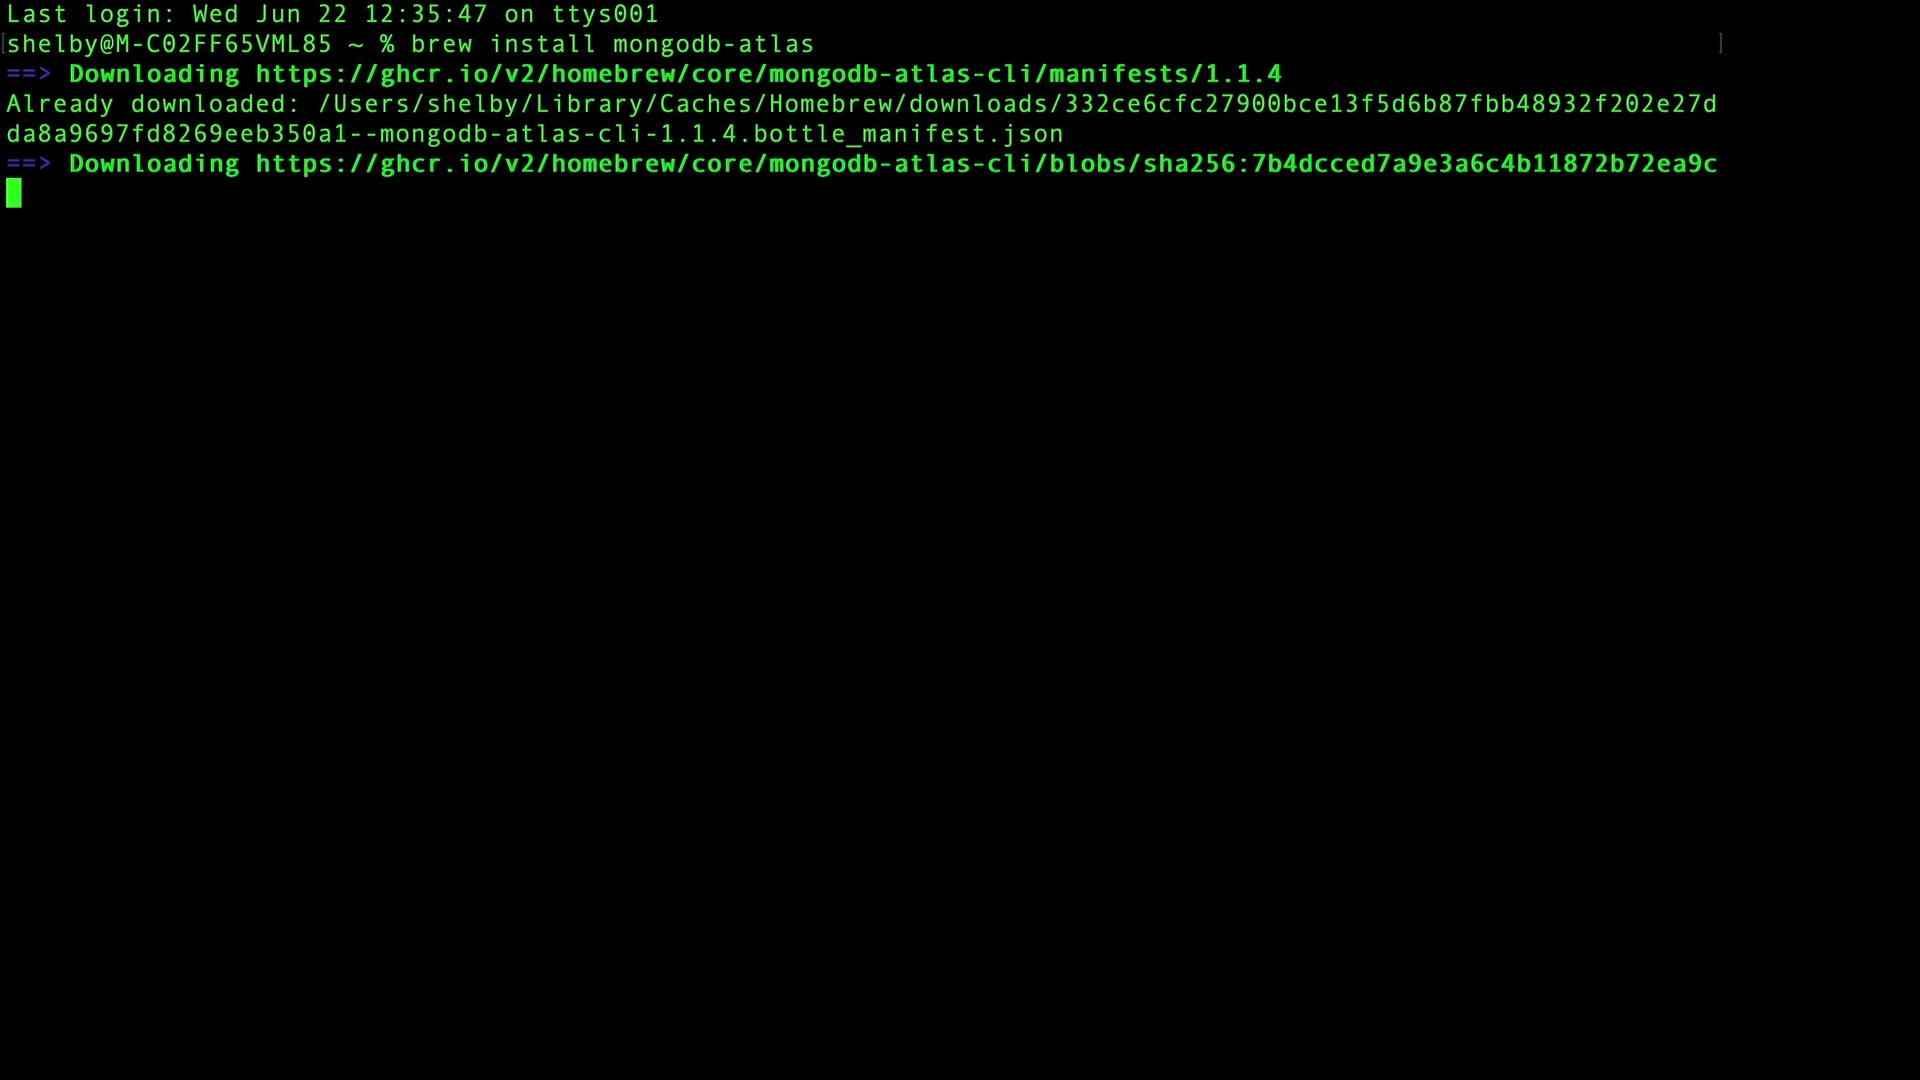 Last login: Wed Jun 22 12:35:47 on ttys001
[shelby@M-C02FF65VML85 ~ % brew install mongodb-atlas ]
==> Downloading https://ghcr.io/v2/homebrew/core/mongodb-atlas-cli/manifests/1.1.4
Already downloaded: /Users/shelby/Library/Caches/Homebrew/downloads/332ce6cfc27900bce13f5d6b87fbb48932f202e27d
da8a9697fd8269eeb350a1--mongodb-atlas-cli-1.1.4.bottle_manifest.json
==> Downloading https://ghcr.io/v2/homebrew/core/mongodb-atlas-cli/blobs/sha256:7b4dcced7a9e3a6c4b11872b72ea9c